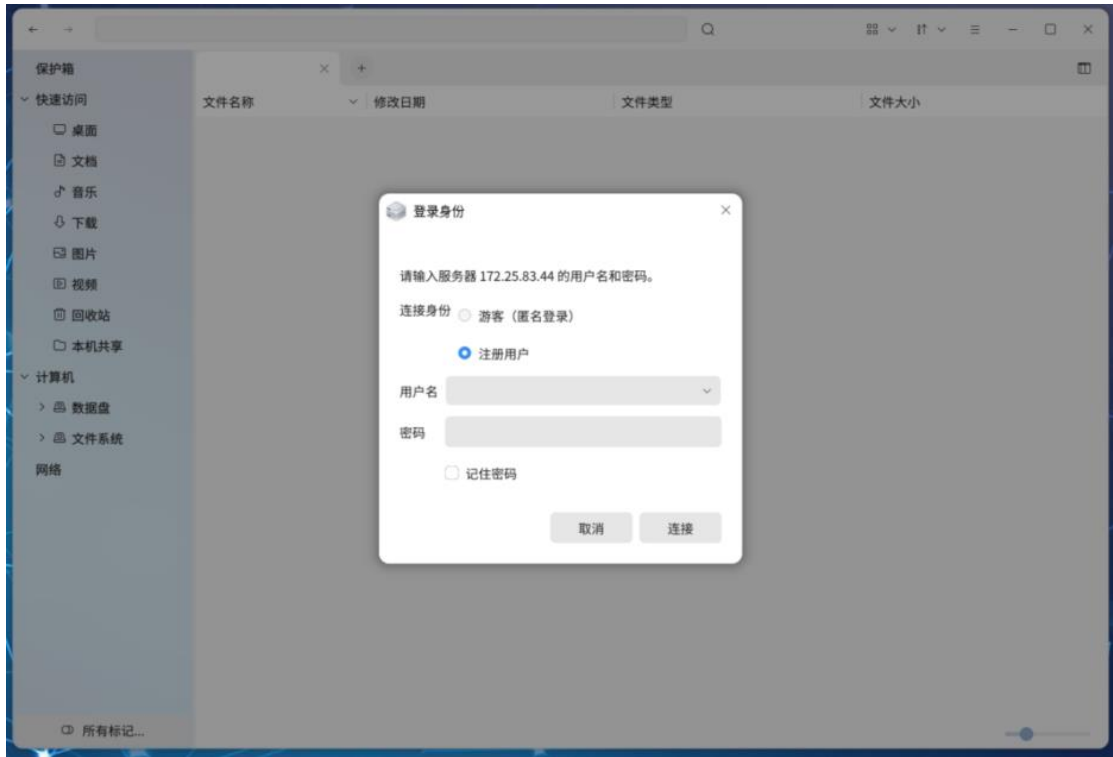 保护箱
快速访问
桌面
文档
音乐
下载
图片
视频
回收站
本机共享
计算机
数据盘
文件系统
网络
所有标记...
文件名称 修改日期 文件类型 文件大小
登录身份
请输入服务器 172.25.83.44 的用户名和密码。
连接身份 游客（匿名登录）
注册用户
用户名
密码
记住密码
取消 连接